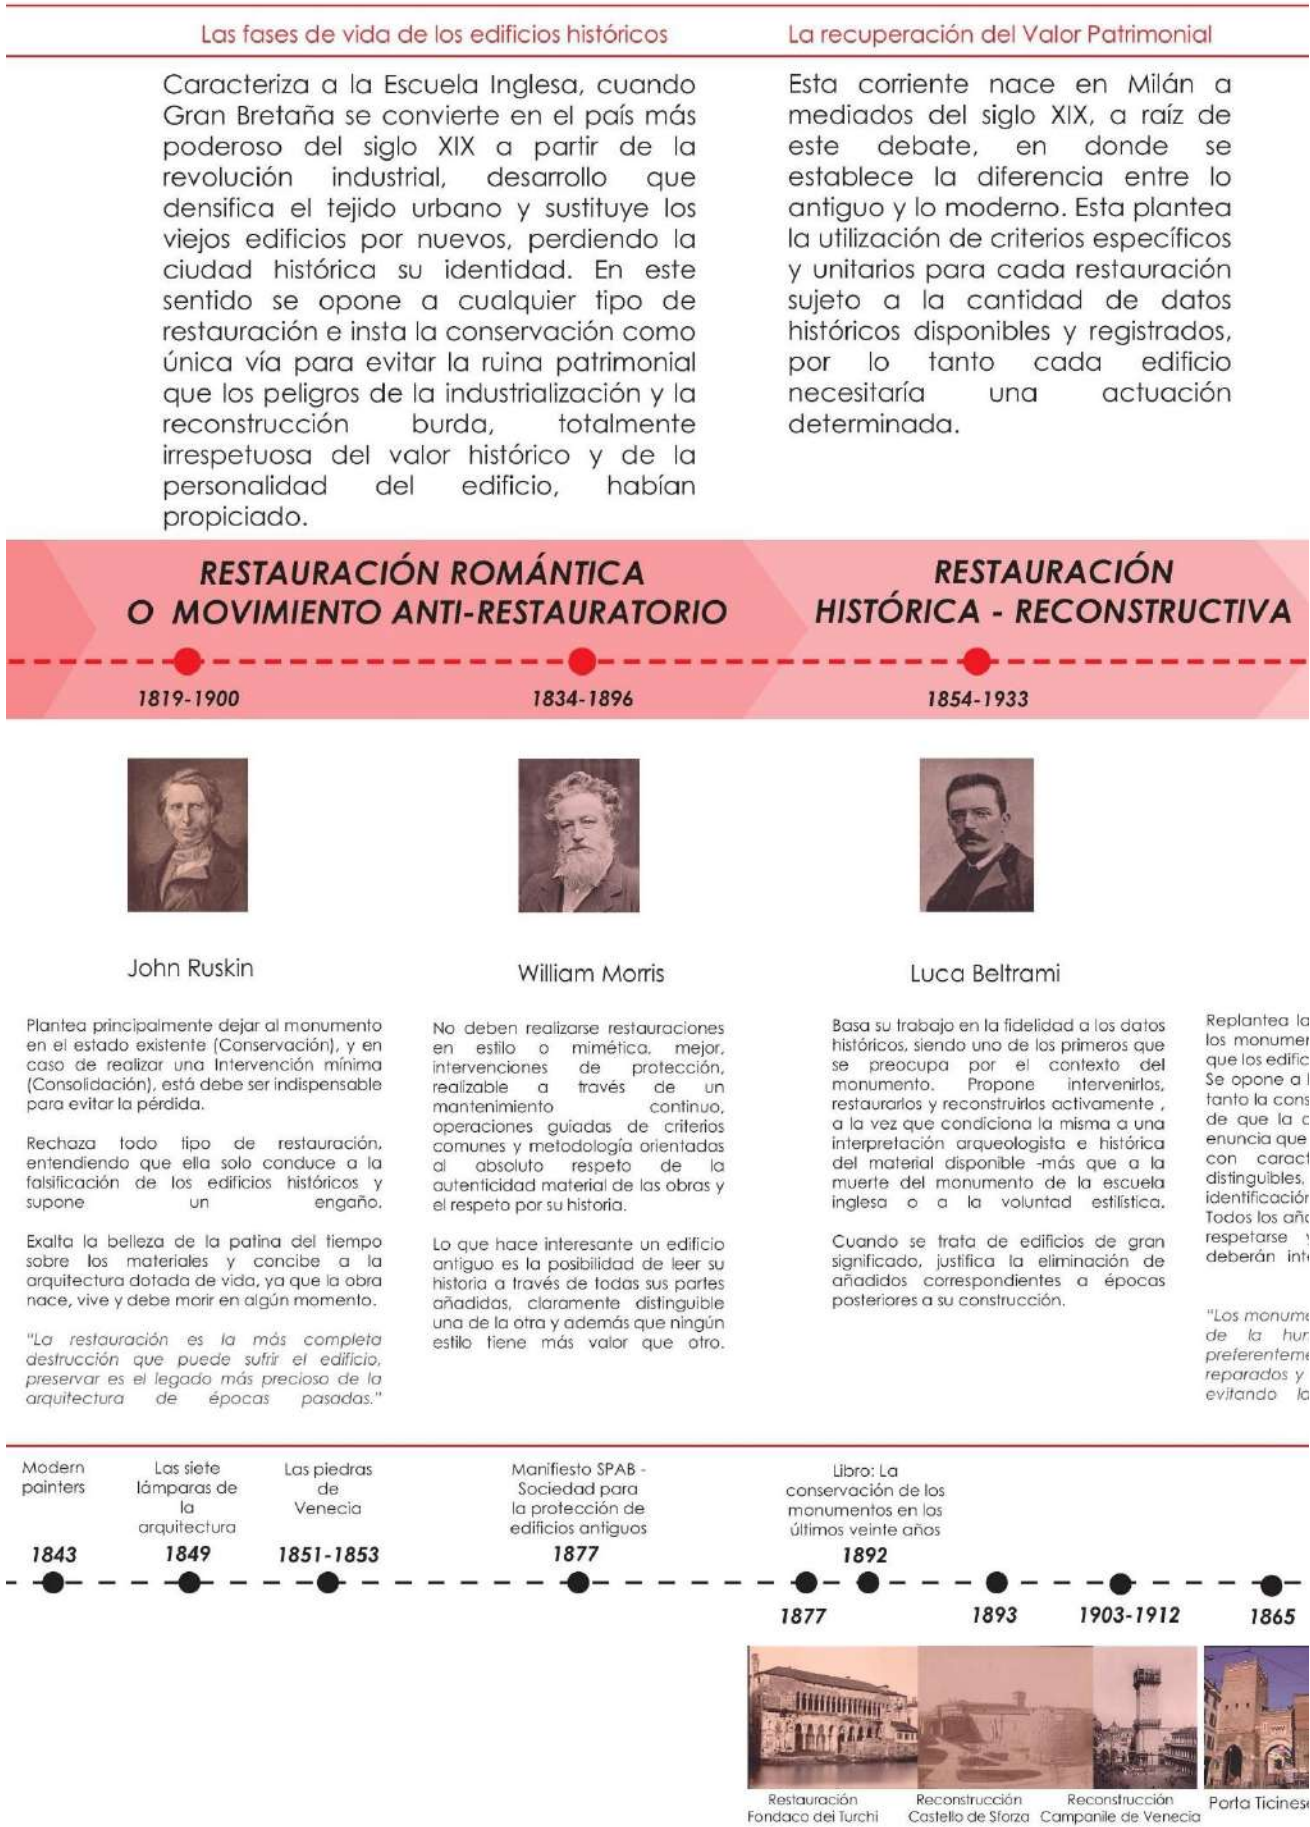 Las fases de vida de los edificios históricos
Caracteriza a la Escuela Inglesa, cuando
Gran Bretaña se convierte en el país más
poderoso del siglo XIX a partir de la
revolución industrial, desarrollo que
densifica el tejido urbano y sustituye los
viejos edificios por nuevos, perdiendo la
ciudad histórica su identidad. En este
sentido se opone a cualquier tipo de
restauración e insta la conservación como
única vía para evitar la ruina patrimonial
que los peligros de la industrialización y la
reconstrucción burda, totalmente
irrespetuosa del valor histórico y de la
personalidad del edificio, habían
propiciado.
La recuperación del Valor Patrimonial
Esta corriente nace en Milán a
mediados del siglo XIX, a raíz de
este debate, en donde se
establece la diferencia entre lo
antiguo y lo moderno. Esta plantea
la utilización de criterios específicos
y unitarios para cada restauración
sujeto a la cantidad de datos
históricos disponibles y registrados,
por lo tanto cada edificio
necesitaría una actuación
determinada.
RESTAURACIÓN ROMÁNTICA
O MOVIMIENTO ANTI-RESTAURATORIO
RESTAURACIÓN
HISTÓRICA - RECONSTRUCTIVA
1819-1900
1834-1896
1854-1933
John Ruskin
Plantea principalmente dejar al monumento
en el estado existente (Conservación), y en
caso de realizar una Intervención mínima
(Consolidación), está debe ser indispensable
para evitar la pérdida.
Rechaza todo tipo de restauración,
entendiendo que ella solo conduce a la
falsificación de los edificios históricos y
supone un engaño.
Exalta la belleza de la patina del tiempo
sobre los materiales y concibe a la
arquitectura dotada de vida, ya que la obra
nace, vive y debe morir en algún momento.
"La restauración es la más completa
destrucción que puede sufrir el edificio,
preservar es el legado más precioso de la
arquitectura de épocas pasadas."
William Morris
No deben realizarse restauraciones
en estilo o mimética, mejor,
intervenciones de protección,
realizable a través de un
mantenimiento continuo,
operaciones guiadas de criterios
comunes y metodología orientadas
al absoluto respeto de la
autenticidad material de las obras y
el respeto por su historia.
Lo que hace interesante un edificio
antiguo es la posibilidad de leer su
historia a través de todas sus partes
añadidas, claramente distinguible
una de la otra y además que ningún
estilo tiene más valor que otro.
Luca Beltrami
Basa su trabajo en la fidelidad a los datos
históricos, siendo uno de los primeros que
se preocupa por el contexto del
monumento. Propone intervenirlos,
restaurarlos y reconstruirlos activamente ,
a la vez que condiciona la misma a una
interpretación arqueologista e histórica
del material disponible -más que a la
muerte del monumento de la escuela
inglesa o a la voluntad estilística.
Cuando se trata de edificios de gran
significado, justifica la eliminación de
añadidos correspondientes a épocas
posteriores a su construcción.
Replantea la
los
que los
Se opone a
tanto la
de que la
enuncia que
con
distinguibles,
identificación
Todos los
respetarse
deberán
"Los
de la
reparados y
evitando
Modern
painters
1843
Las siete
lámparas de
la
arquitectura
1849
Las piedras
de
Venecia
1851-1853
Manifiesto SPAB -
Sociedad para
la protección de
edificios antiguos
1877
Libro: La
conservación de los
monumentos en los
últimos veinte años
1892
1877
1893
1903-1912
1865
Restauración
Fondaco dei Turchi
Reconstrucción
Castello de Sforza
Reconstrucción
Campanile de Venecia
Porta Ticinese